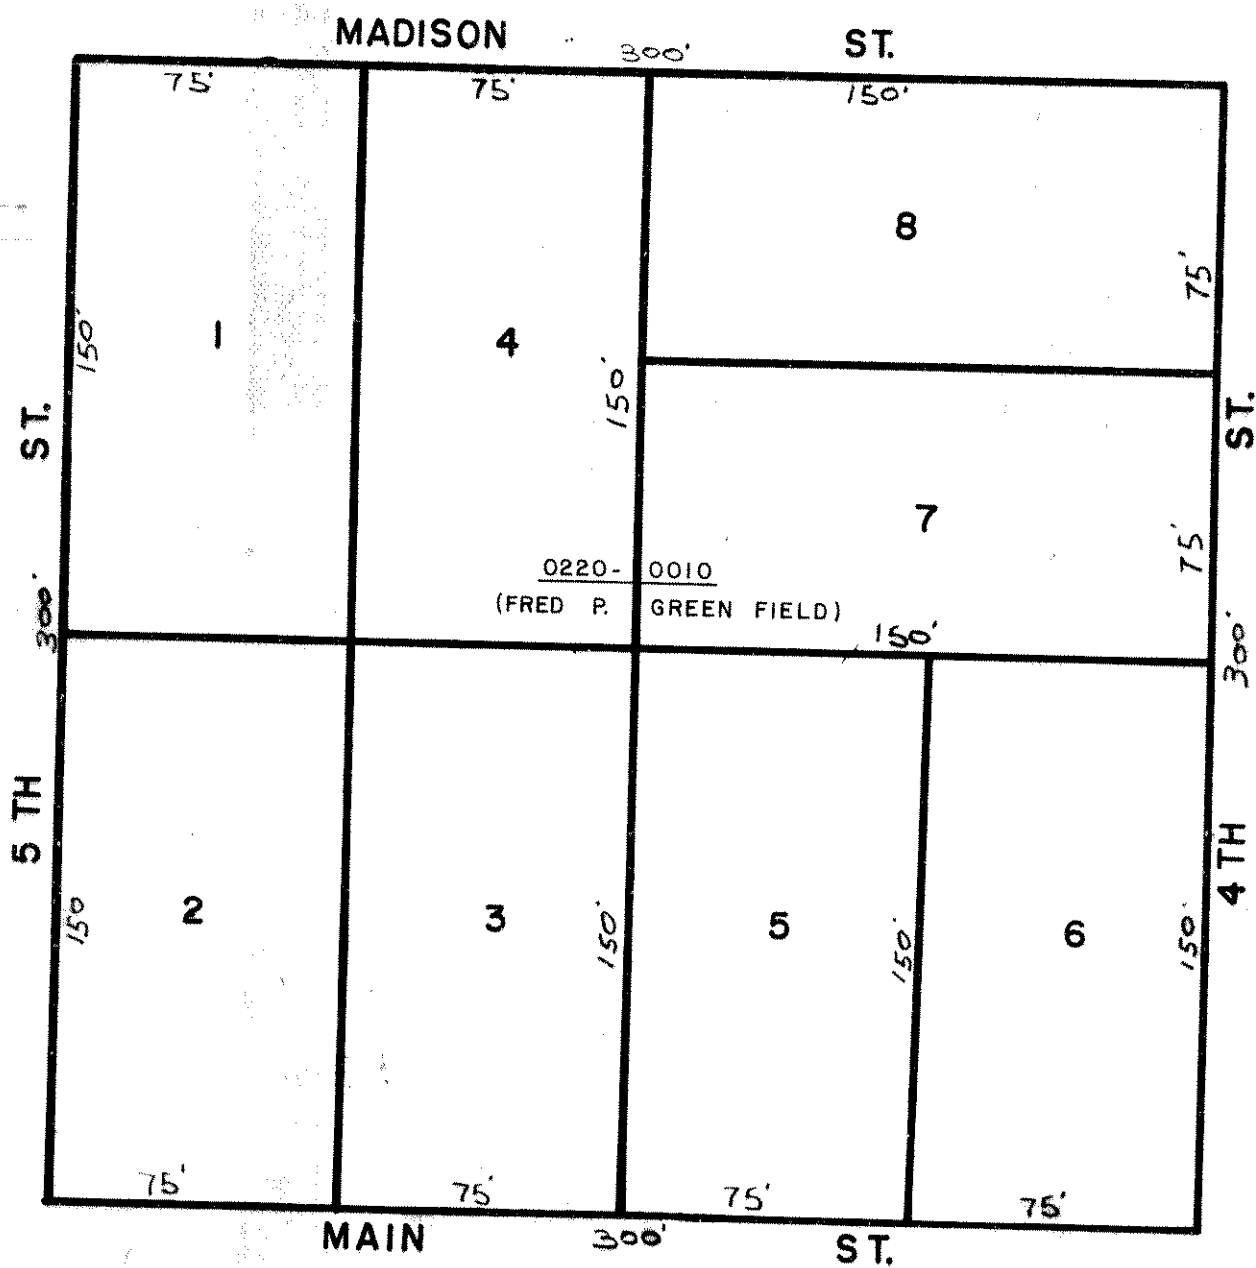 MADISON 300' ST.
75' 75' 150'
8
75'
150' 1 4 150'
ST. ST.
7
75'
0220- 0010
(FRED P. GREEN FIELD)
300' 150' 300'
5 TH 4 TH
150 2 3 150' 5 150' 6 150'
75' 75' 75' 75'
MAIN 300' ST.